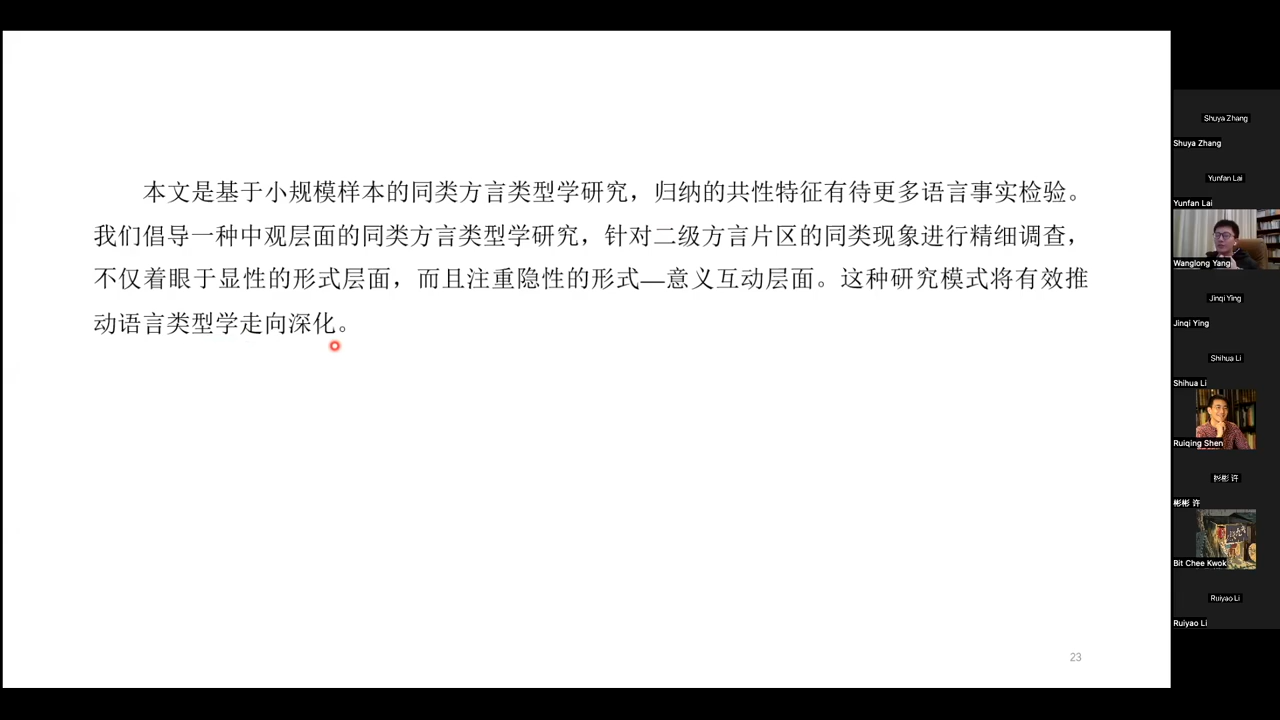 本文是基于小规模样本的同类方言类型学研究，归纳的共性特征有待更多语言事实检验。
我们倡导一种中观层面的同类方言类型学研究，针对二级方言片区的同类现象进行精细调查，
不仅着眼于显性的形式层面，而且注重隐性的形式—意义互动层面。这种研究模式将有效推
动语言类型学走向深化。
23
Shuya Zhang
Shuya Zhang
Yunfan Lai
Yunfan Lai
Wanglong Yang
Jinqi Ying
Jinqi Ying
Shihua Li
Shihua Li
Ruiqing Shen
彬彬 许
彬彬 许
Bit Chee Kwok
Ruiyao Li
Ruiyao Li